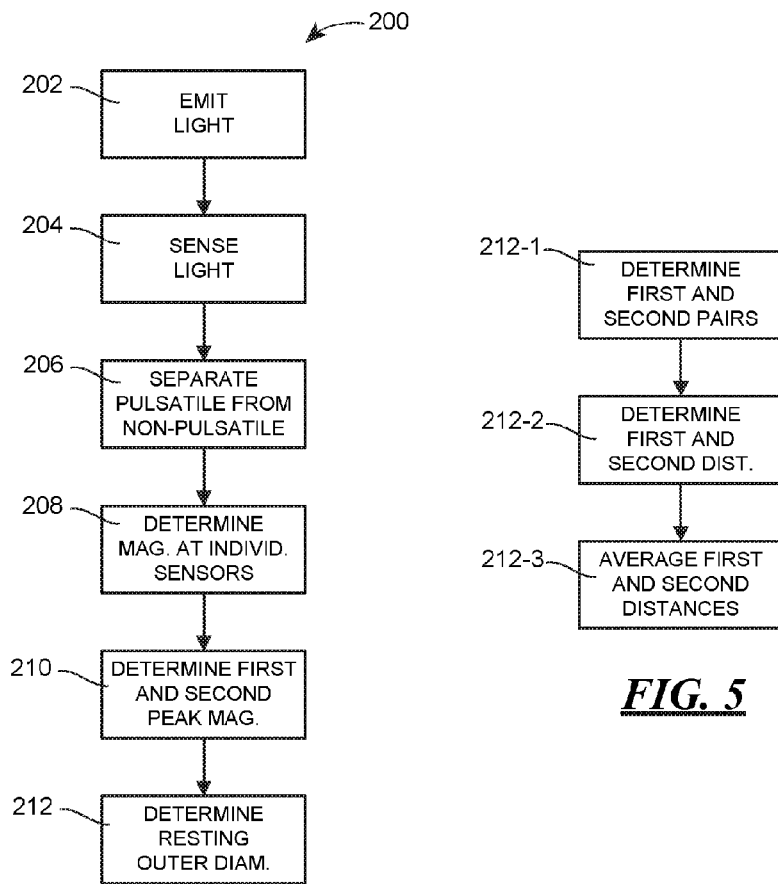 200
202
EMIT
LIGHT
204
SENSE
LIGHT
206
SEPARATE
PULSATILE FROM
NON-PULSATILE
208
DETERMINE
MAG. AT INDIVID.
SENSORS
210
DETERMINE FIRST
AND SECOND
PEAK MAG.
212
DETERMINE
RESTING
OUTER DIAM.
212-1
DETERMINE
FIRST AND
SECOND PAIRS
212-2
DETERMINE
FIRST AND
SECOND DIST.
212-3
AVERAGE FIRST
AND SECOND
DISTANCES
FIG. 5